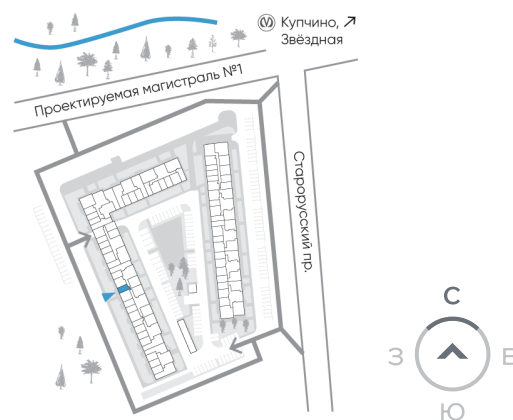 Купчино,
Звёздная
Проектируемая магистраль №1
Старорусский пр.
С
З
В
Ю